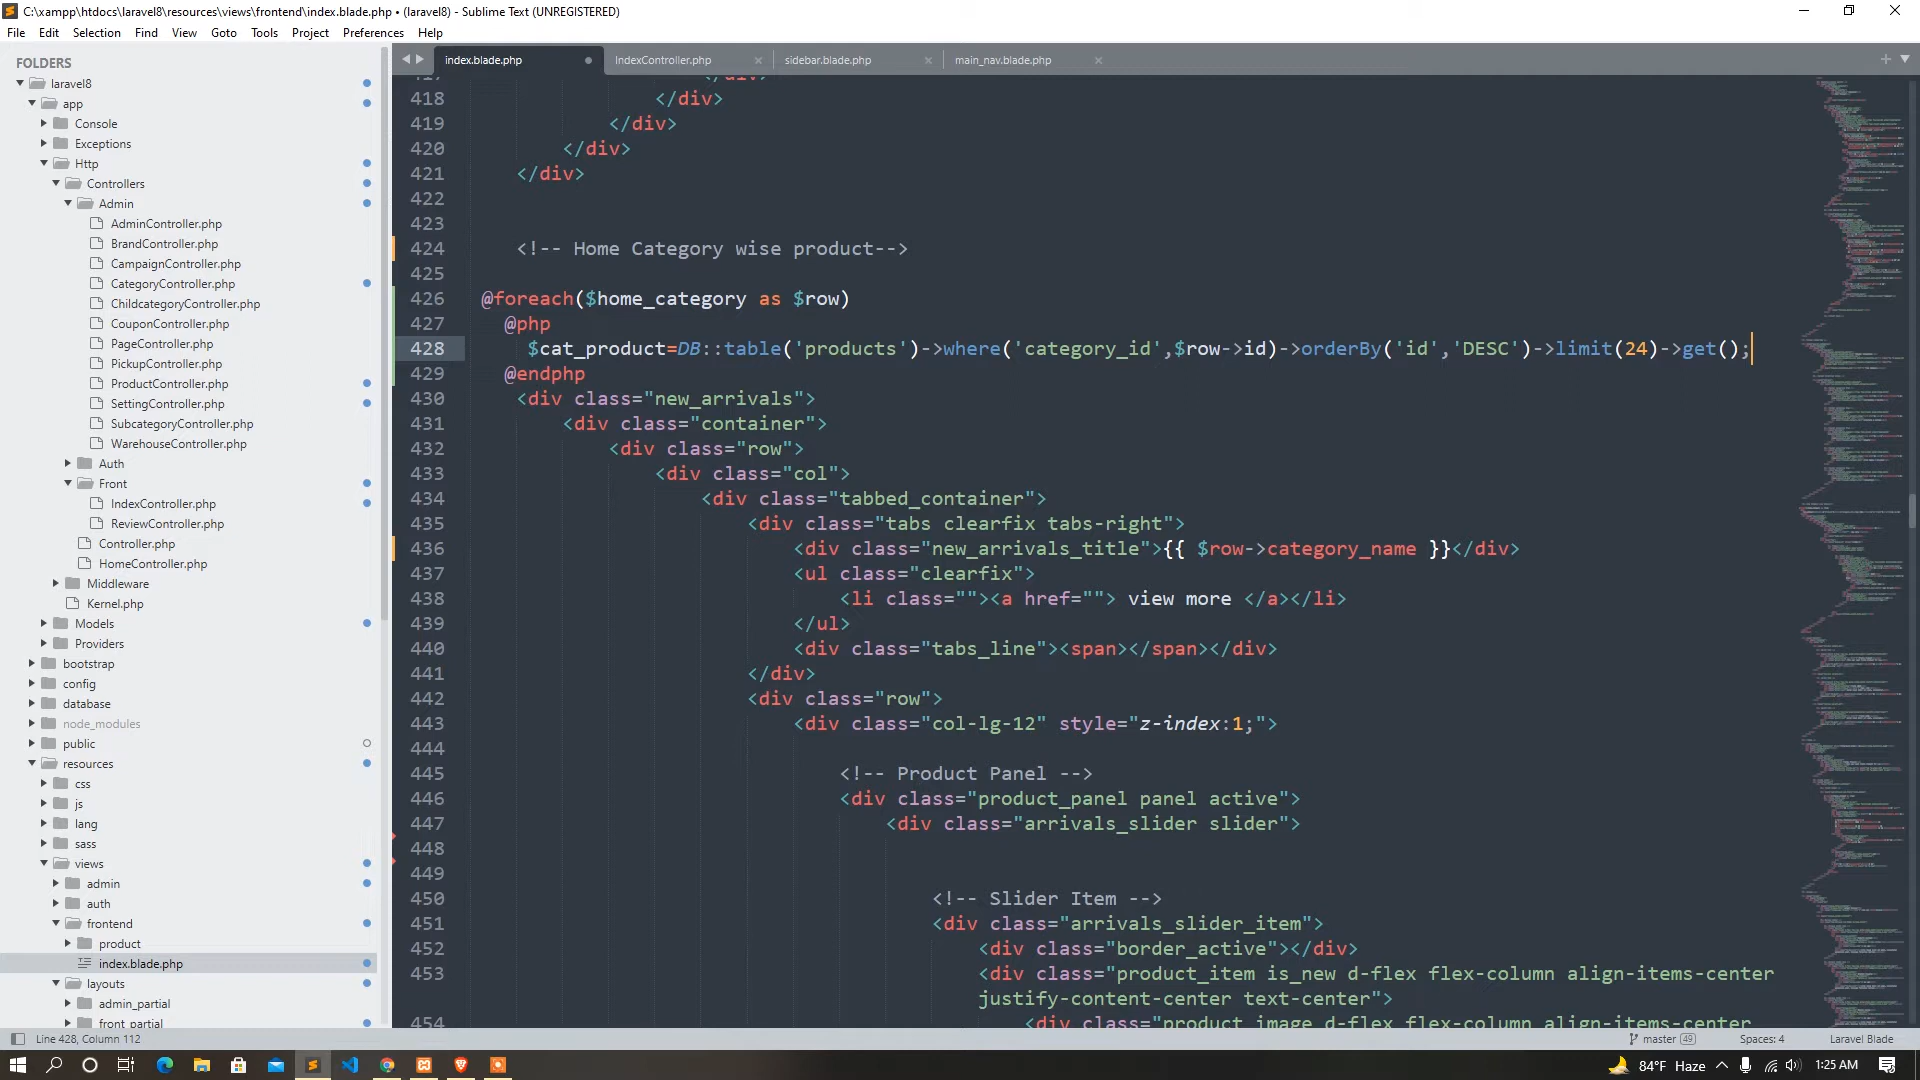 C:\xampp\htdocs\laravel8\resources\views\frontend\index.blade.php • (laravel8) - Sublime Text (UNREGISTERED)
File Edit Selection Find View Goto Tools Project Preferences Help
FOLDERS
laravel8
app
Console
Exceptions
Http
Controllers
Admin
AdminController.php
BrandController.php
CampaignController.php
CategoryController.php
ChildcategoryController.php
CouponController.php
PageController.php
PickupController.php
ProductController.php
SettingController.php
SubcategoryController.php
WarehouseController.php
Auth
Front
IndexController.php
ReviewController.php
Controller.php
HomeController.php
Middleware
Kernel.php
Models
Providers
bootstrap
config
database
node_modules
public
resources
css
js
lang
sass
views
admin
auth
frontend
product
index.blade.php
layouts
admin_partial
front_partial
index.blade.php IndexController.php sidebar.blade.php main_nav.blade.php
417 </div>
418 </div>
419 </div>
420 </div>
421 </div>
422
423
424 <!-- Home Category wise product-->
425
426 @foreach($home_category as $row)
427 @php
428 $cat_product=DB::table('products')->where('category_id',$row->id)->orderBy('id','DESC')->limit(24)->get();
429 @endphp
430 <div class="new_arrivals">
431 <div class="container">
432 <div class="row">
433 <div class="col">
434 <div class="tabbed_container">
435 <div class="tabs clearfix tabs-right">
436 <div class="new_arrivals_title">{{ $row->category_name }}</div>
437 <ul class="clearfix">
438 <li class=""><a href=""> view more </a></li>
439 </ul>
440 <div class="tabs_line"><span></span></div>
441 </div>
442 <div class="row">
443 <div class="col-lg-12" style="z-index:1;">
444
445 <!-- Product Panel -->
446 <div class="product_panel panel active">
447 <div class="arrivals_slider slider">
448
449
450 <!-- Slider Item -->
451 <div class="arrivals_slider_item">
452 <div class="border_active"></div>
453 <div class="product_item is_new d-flex flex-column align-items-center
justify-content-center text-center">
454 <div class="product_image d-flex flex-column align-items-center
Line 428, Column 112 master 49 Spaces: 4 Laravel Blade
84°F Haze 1:25 AM